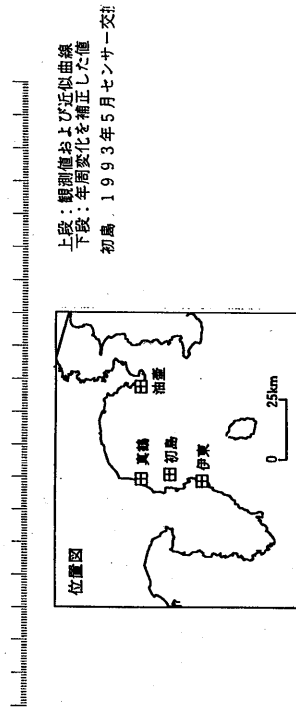 上段：観測値および近似曲線
下段：年周変化を補正した値
初島，1993年5月センサー交
位置図
油壷
真鶴
初島
伊東
0 25km